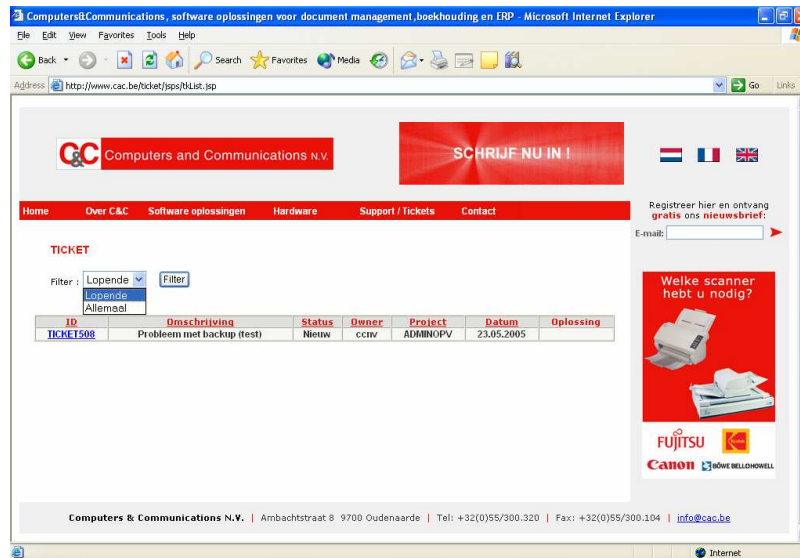 Computers&Communications, software oplossingen voor document management,boekhouding en ERP - Microsoft Internet Explorer
File Edit View Favorites Tools Help
Back Search Favorites Media
Address http://www.cac.be/ticket/jsps/tkList.jsp Go Links
C&C Computers and Communications N.V.
SCHRIJF NU IN !
Home Over C&C Software oplossingen Hardware Support / Tickets Contact
Registreer hier en ontvang
gratis ons nieuwsbrief:
E-mail:
TICKET
Filter : Lopende Filter
Lopende
Allemaal
ID Omschrijving Status Owner Project Datum Oplossing
TICKET508 Probleem met backup (test) Nieuw ccnv ADMINOPV 23.05.2005
Welke scanner
hebt u nodig?
FUJITSU Kodak
Canon BÖWE BELL+HOWELL
Computers & Communications N.V. | Ambachtstraat 8 9700 Oudenaarde | Tel: +32(0)55/300.320 | Fax: +32(0)55/300.104 | info@cac.be
Internet